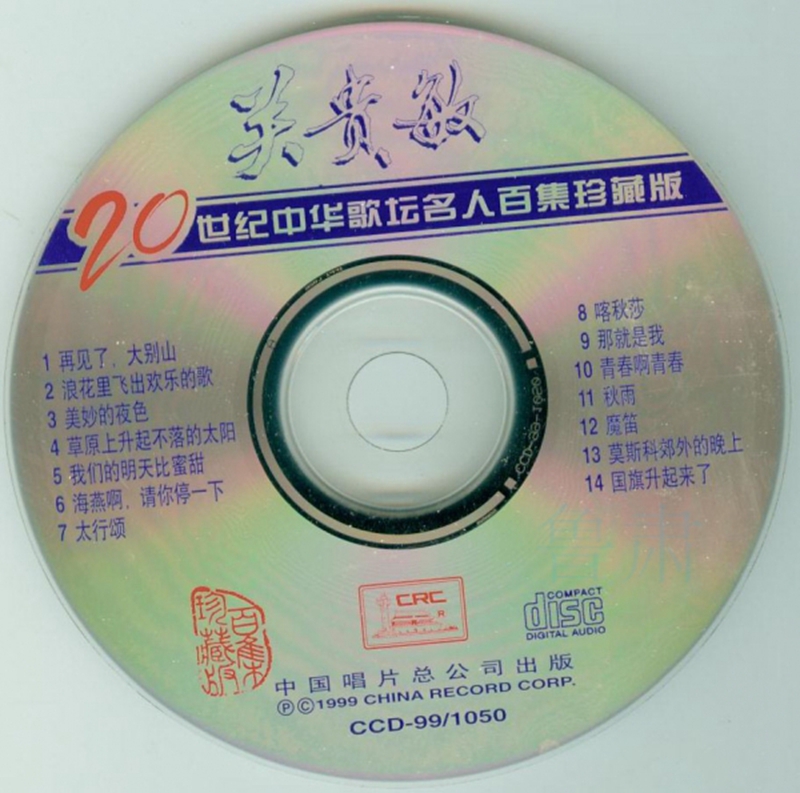 关貴敏
20世纪中华歌坛名人百集珍藏版
1 再见了，大别山
2 浪花里飞出欢乐的歌
3 美妙的夜色
4 草原上升起不落的太阳
5 我们的明天比蜜甜
6 海燕啊，请你停一下
7 太行颂
8 喀秋莎
9 那就是我
10 青春啊青春
11 秋雨
12 魔笛
13 莫斯科郊外的晚上
14 国旗升起来了
百集
珍藏版
CRC
COMPACT
disc
DIGITAL AUDIO
中国唱片总公司出版
ⓅⒸ1999 CHINA RECORD CORP.
CCD-99/1050